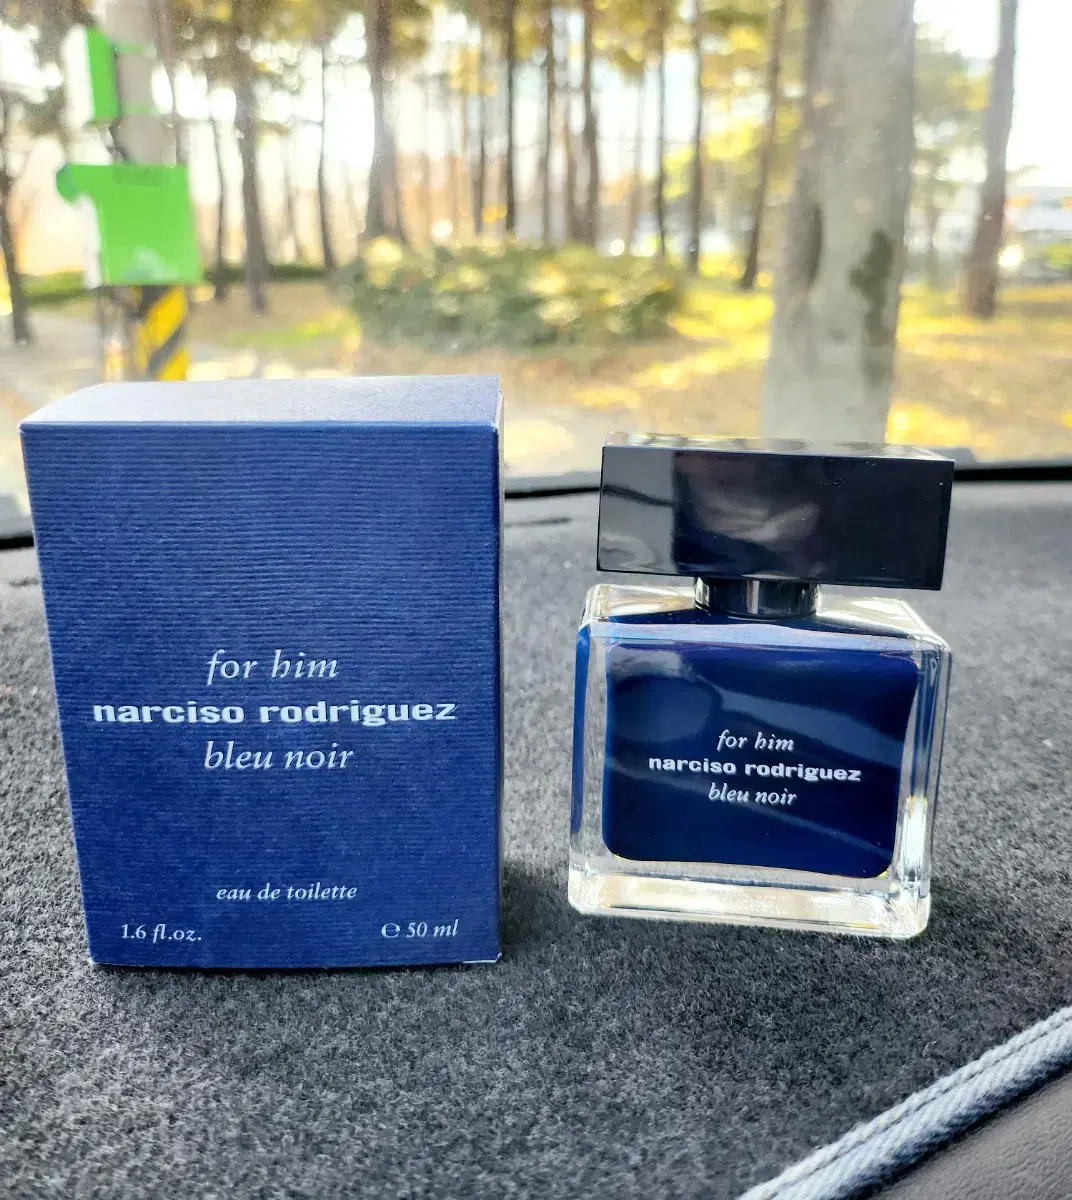 for him
narciso rodriguez
bleu noir
eau de toilette
1.6 fl.oz. ℮ 50 ml
for him
narciso rodriguez
bleu noir